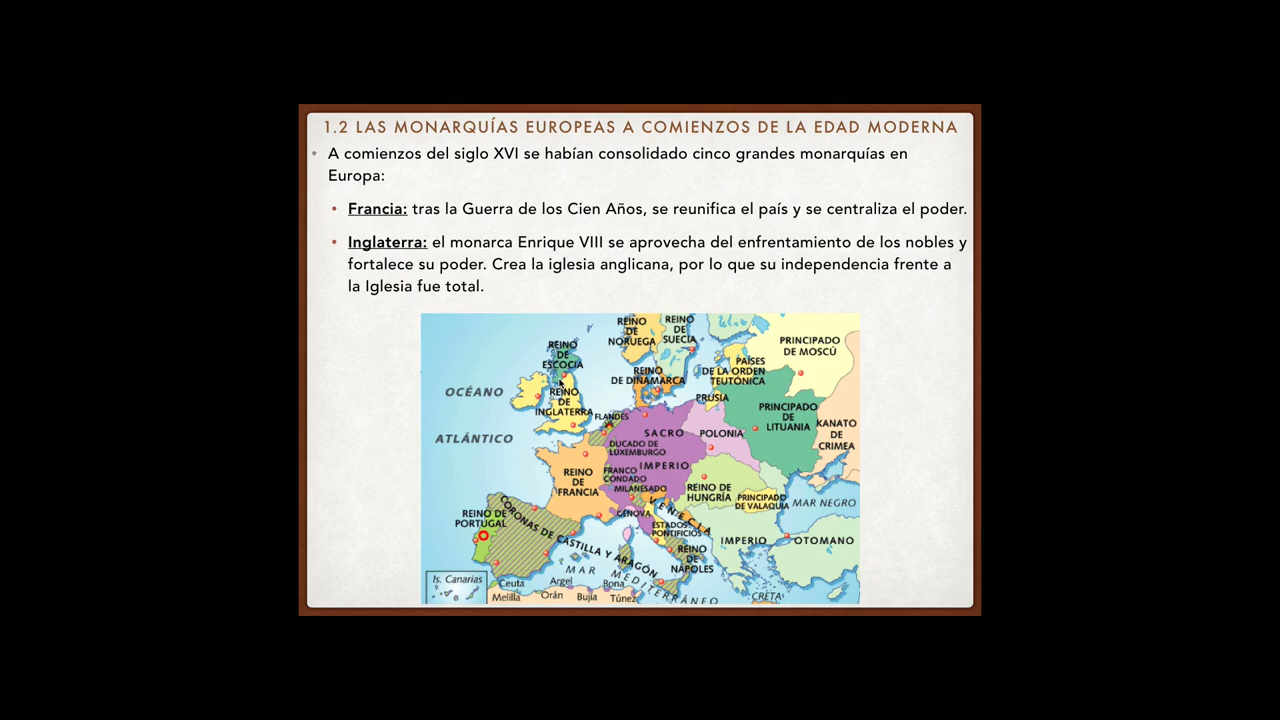 1.2 LAS MONARQUÍAS EUROPEAS A COMIENZOS DE LA EDAD MODERNA
• A comienzos del siglo XVI se habían consolidado cinco grandes monarquías en
Europa:
• Francia: tras la Guerra de los Cien Años, se reunifica el país y se centraliza el poder.
• Inglaterra: el monarca Enrique VIII se aprovecha del enfrentamiento de los nobles y
fortalece su poder. Crea la iglesia anglicana, por lo que su independencia frente a
la Iglesia fue total.
REINO
DE
NORUEGA
REINO
DE
SUECIA
PRINCIPADO
DE MOSCÚ
REINO
DE
ESCOCIA
PAÍSES
DE LA ORDEN
TEUTÓNICA
REINO
DE DINAMARCA
OCÉANO
ATLÁNTICO
REINO
DE
INGLATERRA
PRUSIA
PRINCIPADO
DE
LITUANIA
FLANDES
KANATO
DE
CRIMEA
SACRO
IMPERIO
POLONIA
DUCADO DE
LUXEMBURGO
REINO
DE
FRANCIA
FRANCO
CONDADO
MILANESADO
REINO DE
HUNGRÍA
PRINCIPADO
DE VALAQUIA
MAR NEGRO
GÉNOVA
VENECIA
REINO DE
PORTUGAL
CORONAS DE CASTILLA Y ARAGÓN
ESTADOS
PONTIFICIOS
IMPERIO OTOMANO
REINO
DE
NÁPOLES
MAR MEDITERRÁNEO
Is. Canarias
Ceuta
Melilla
Argel
Orán
Bona
Bujía
Túnez
CRETA